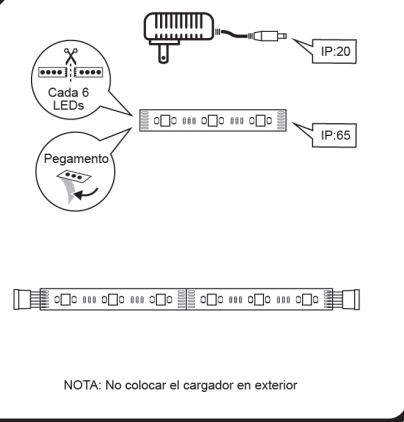 IP:20
Cada 6
LEDs
IP:65
Pegamento
NOTA: No colocar el cargador en exterior